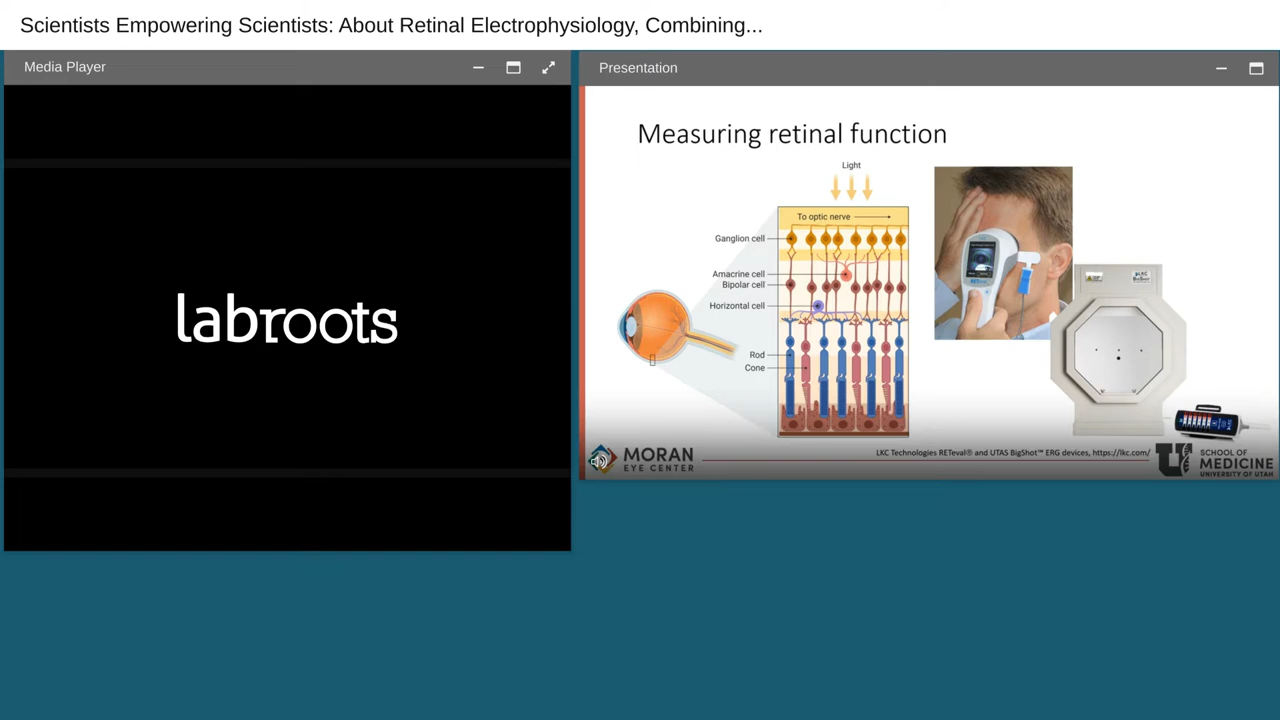 Scientists Empowering Scientists: About Retinal Electrophysiology, Combining...
Media Player
labroots
Presentation
Measuring retinal function
Light
To optic nerve
Ganglion cell
Amacrine cell
Bipolar cell
Horizontal cell
Rod
Cone
MORAN
EYE CENTER
LKC Technologies RETeval® and UTAS BigShot™ ERG devices, https://lkc.com/
SCHOOL OF
MEDICINE
UNIVERSITY OF UTAH